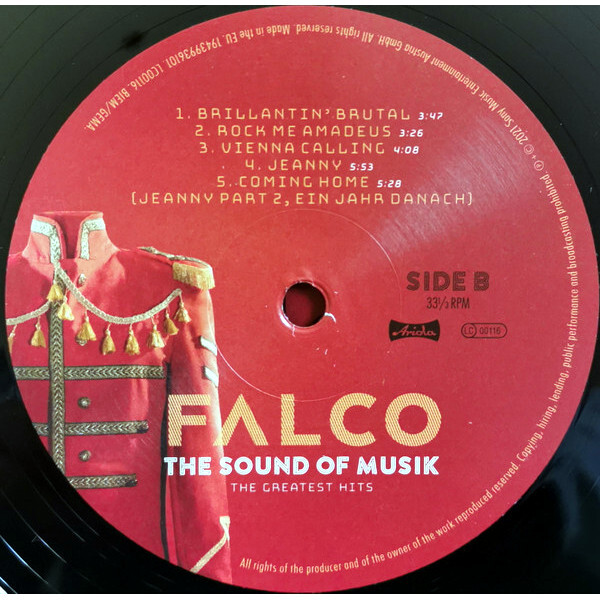 1. BRILLANTIN' BRUTAL 3:47
2. ROCK ME AMADEUS 3:26
3. VIENNA CALLING 4:08
4. JEANNY 5:53
5. COMING HOME 5:28
(JEANNY PART 2, EIN JAHR DANACH)
SIDE B
33⅓ RPM
Ariola
LC 00116
FALCO
THE SOUND OF MUSIK
THE GREATEST HITS
All rights of the producer and of the owner of the work reproduced reserved. Copying, hiring, lending, public performance and broadcasting prohibited. ℗ + © 2021 Sony Music Entertainment Austria GmbH. All rights reserved. Made in the EU. 19439936101. LC00116. BIEM/GEMA